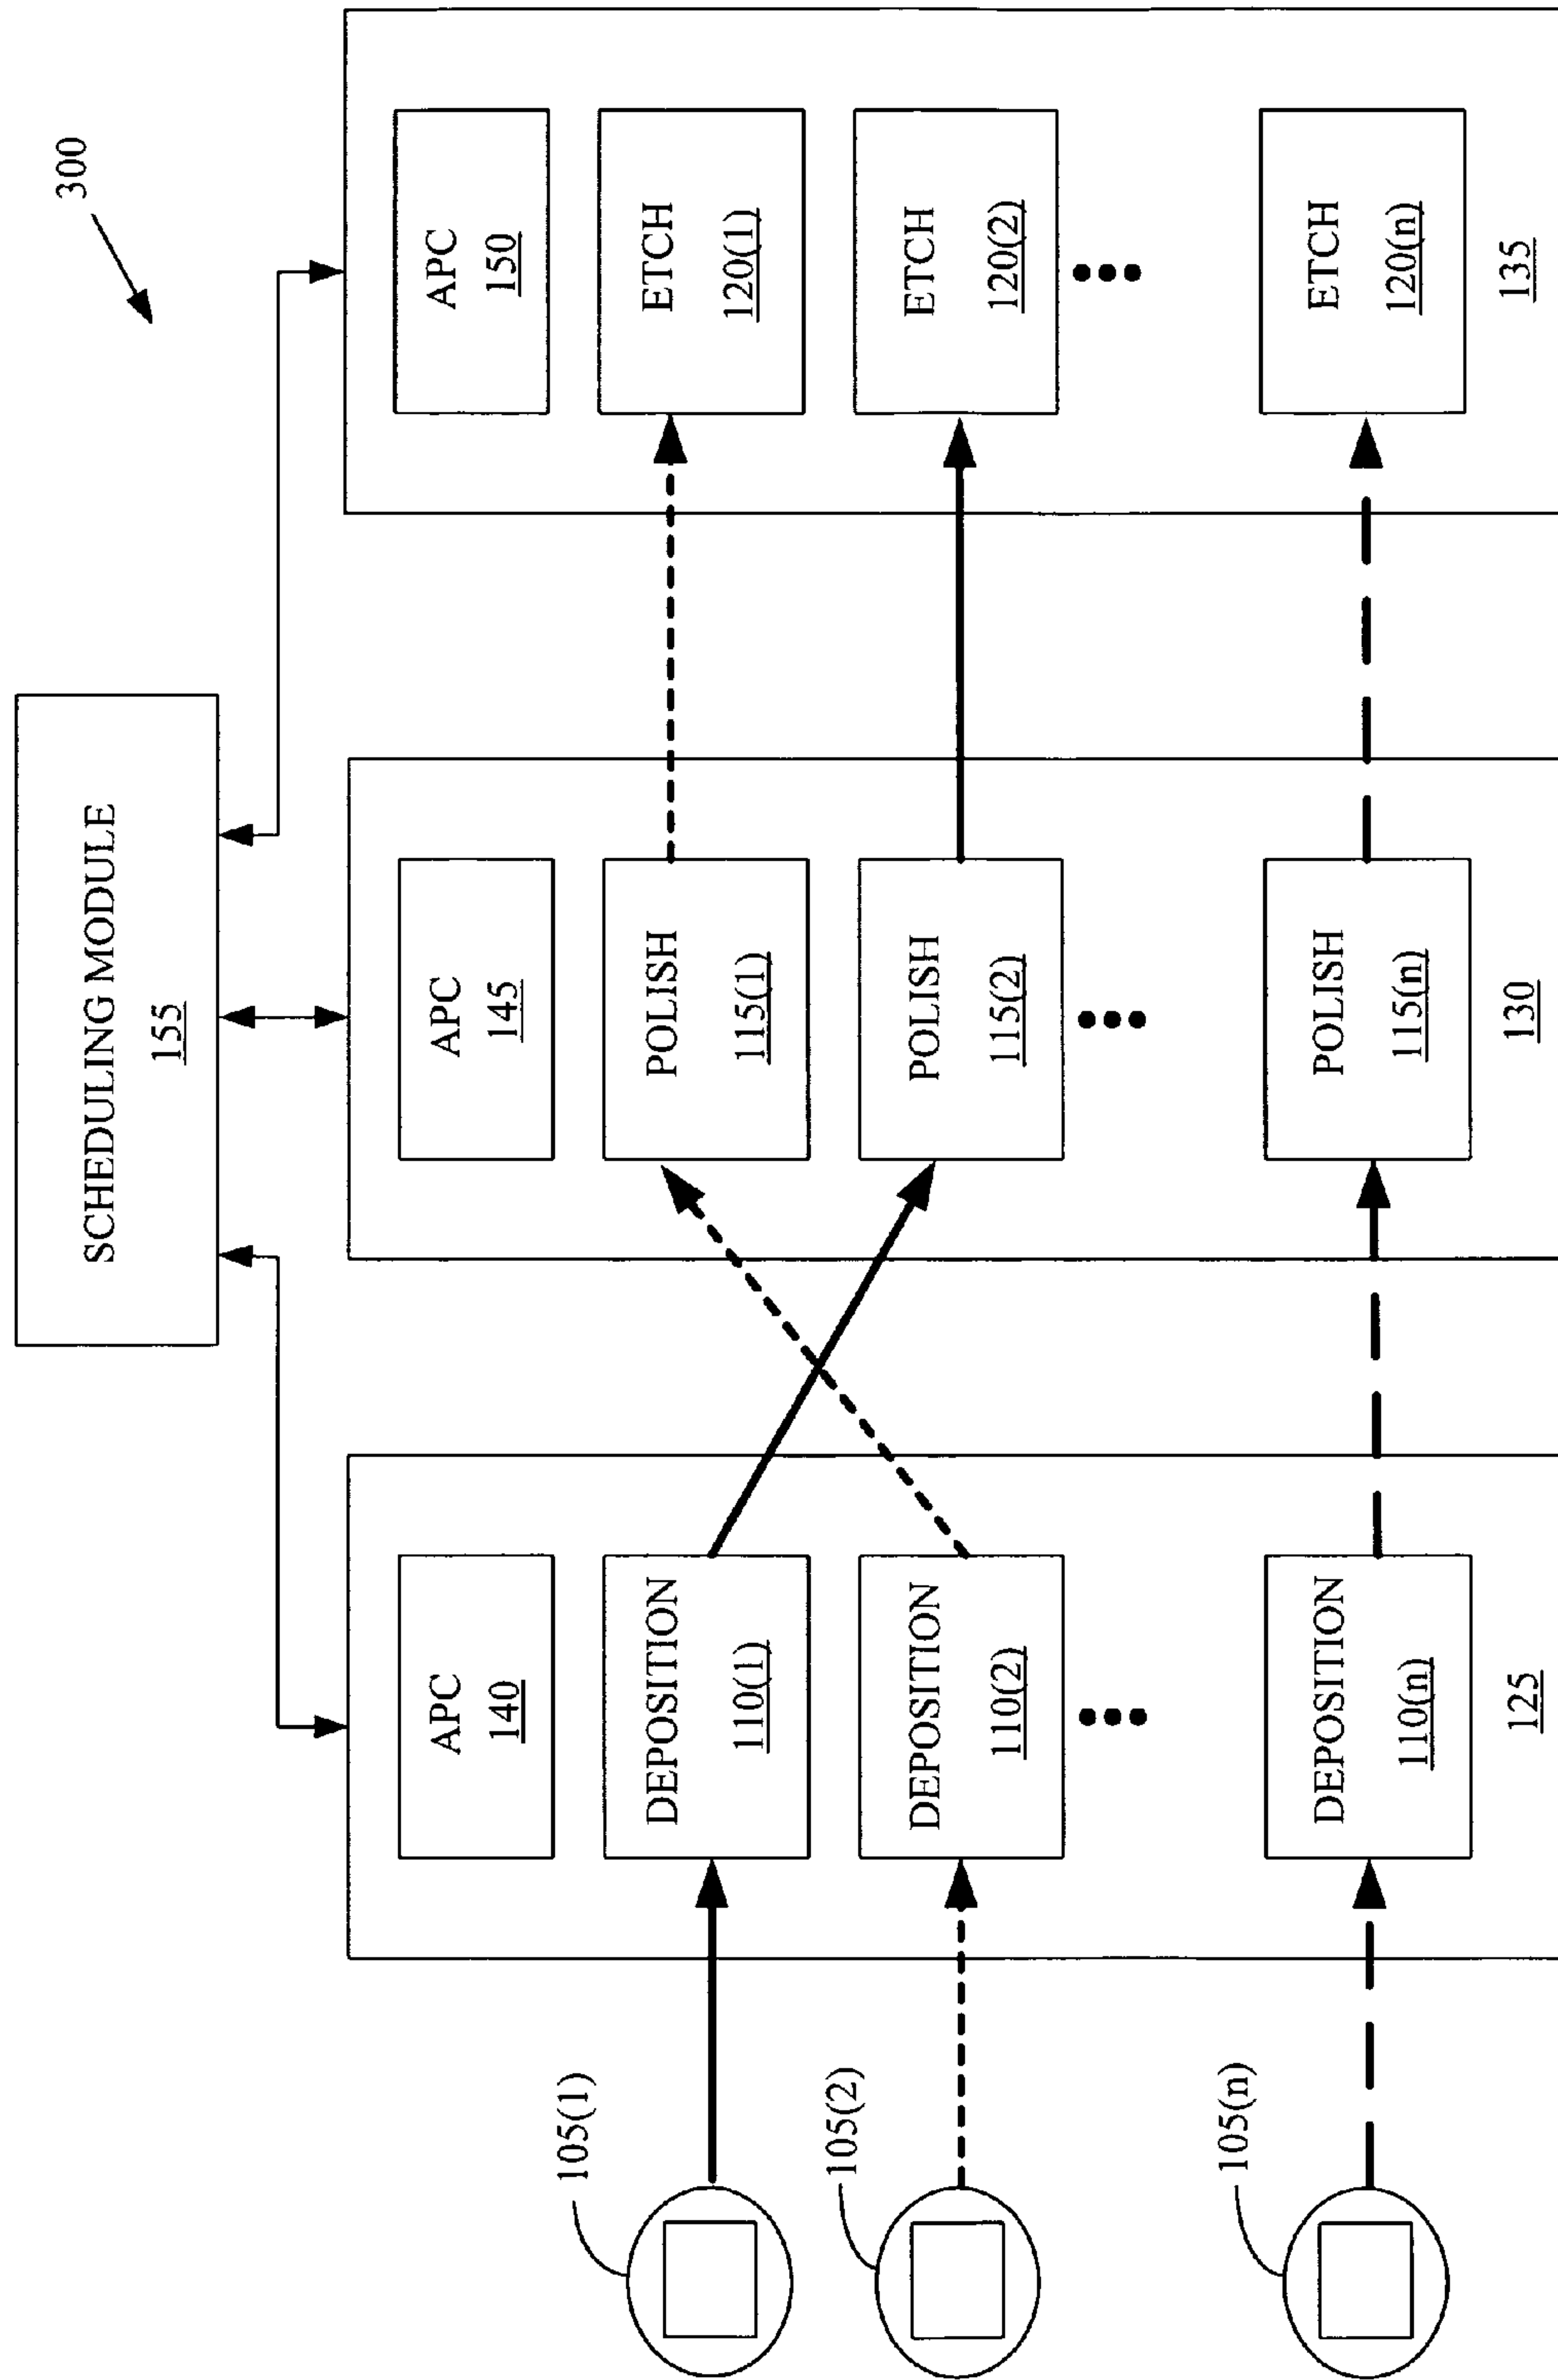 300
SCHEDULING MODULE
155
APC
140
DEPOSITION
110(1)
DEPOSITION
110(2)
DEPOSITION
110(n)
125
APC
145
POLISH
115(1)
POLISH
115(2)
POLISH
115(n)
130
APC
150
ETCH
120(1)
ETCH
120(2)
ETCH
120(n)
135
105(1)
105(2)
105(n)